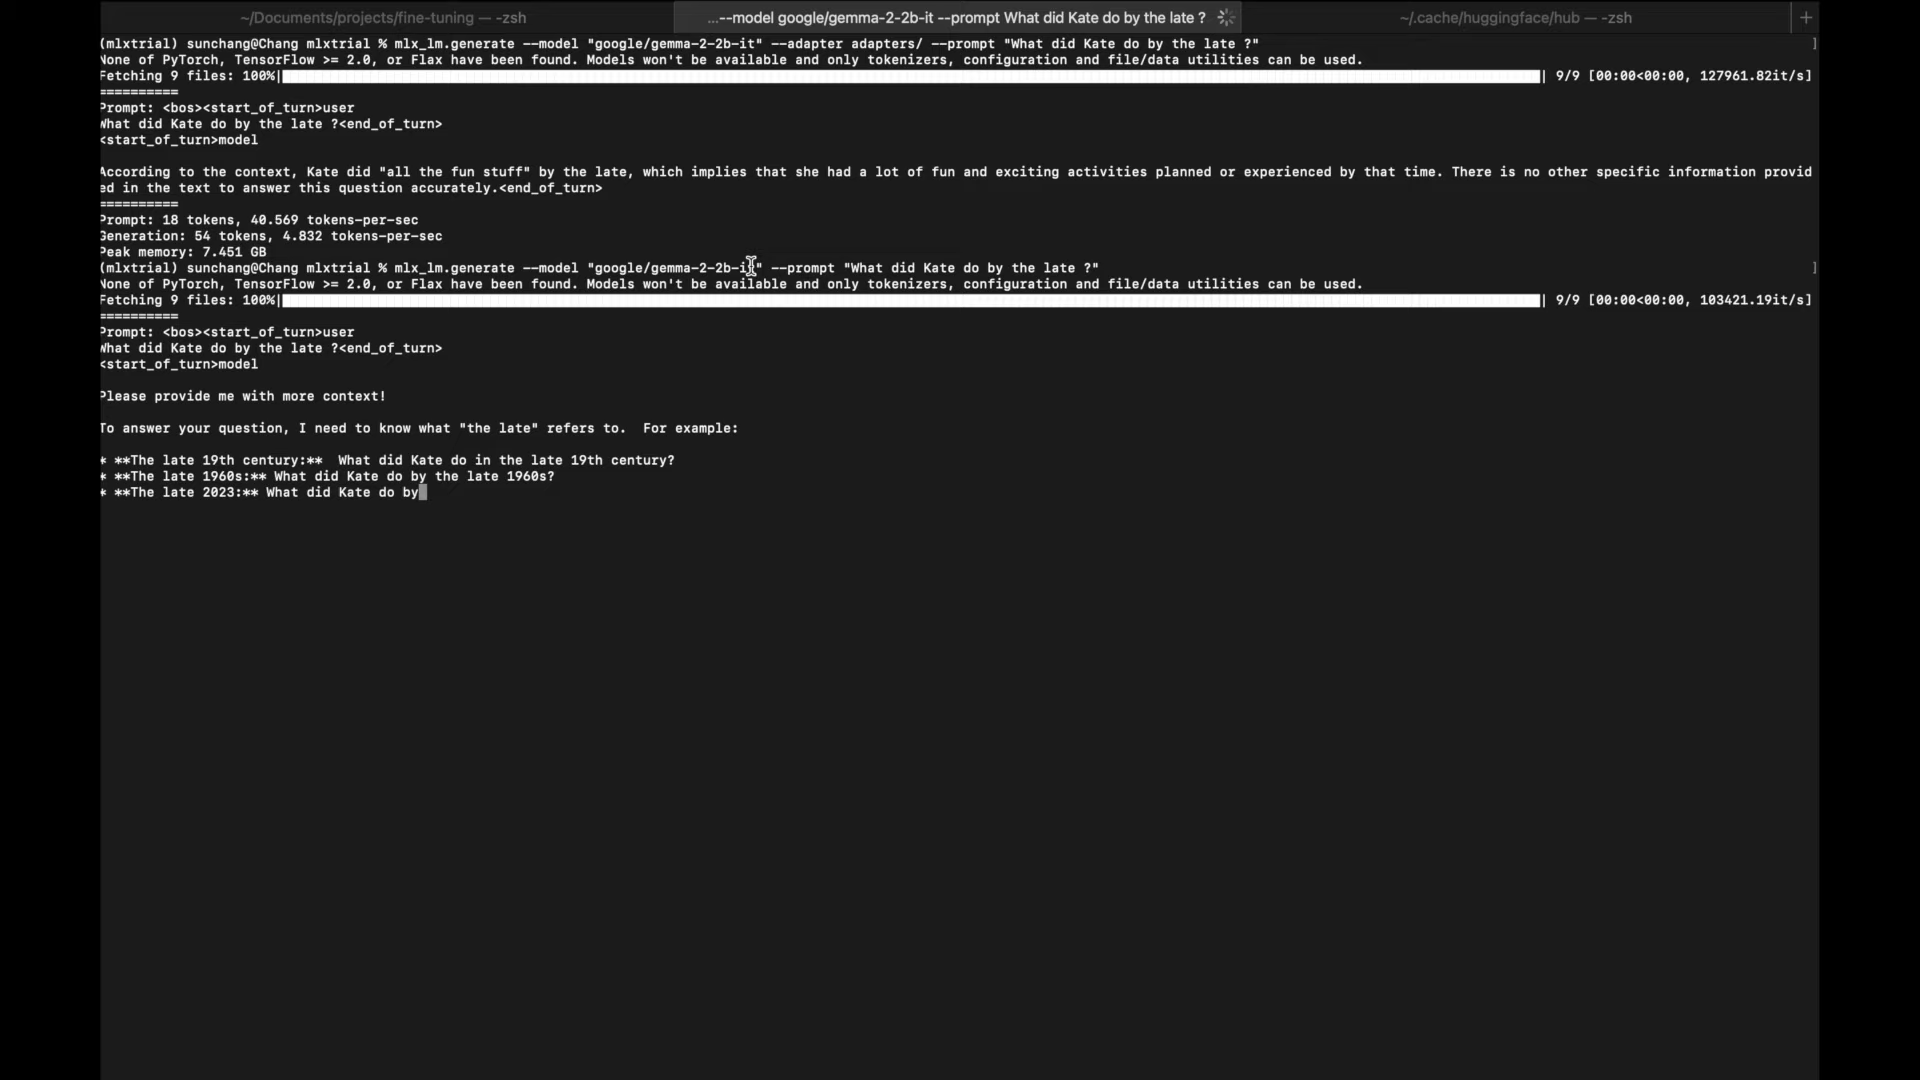 ~/Documents/projects/fine-tuning — -zsh
...--model google/gemma-2-2b-it --prompt What did Kate do by the late ?
~/.cache/huggingface/hub — -zsh
+
(mlxtrial) sunchang@Chang mlxtrial % mlx_lm.generate --model "google/gemma-2-2b-it" --adapter adapters/ --prompt "What did Kate do by the late ?" ]
None of PyTorch, TensorFlow >= 2.0, or Flax have been found. Models won't be available and only tokenizers, configuration and file/data utilities can be used.
Fetching 9 files: 100%| | 9/9 [00:00<00:00, 127961.82it/s]
==========
Prompt: <bos><start_of_turn>user
What did Kate do by the late ?<end_of_turn>
<start_of_turn>model
According to the context, Kate did "all the fun stuff" by the late, which implies that she had a lot of fun and exciting activities planned or experienced by that time. There is no other specific information provid
ed in the text to answer this question accurately.<end_of_turn>
==========
Prompt: 18 tokens, 40.569 tokens-per-sec
Generation: 54 tokens, 4.832 tokens-per-sec
Peak memory: 7.451 GB
(mlxtrial) sunchang@Chang mlxtrial % mlx_lm.generate --model "google/gemma-2-2b-it" --prompt "What did Kate do by the late ?" ]
None of PyTorch, TensorFlow >= 2.0, or Flax have been found. Models won't be available and only tokenizers, configuration and file/data utilities can be used.
Fetching 9 files: 100%| | 9/9 [00:00<00:00, 103421.19it/s]
==========
Prompt: <bos><start_of_turn>user
What did Kate do by the late ?<end_of_turn>
<start_of_turn>model
Please provide me with more context!
To answer your question, I need to know what "the late" refers to.  For example:
* **The late 19th century:**  What did Kate do in the late 19th century?
* **The late 1960s:** What did Kate do by the late 1960s?
* **The late 2023:** What did Kate do by